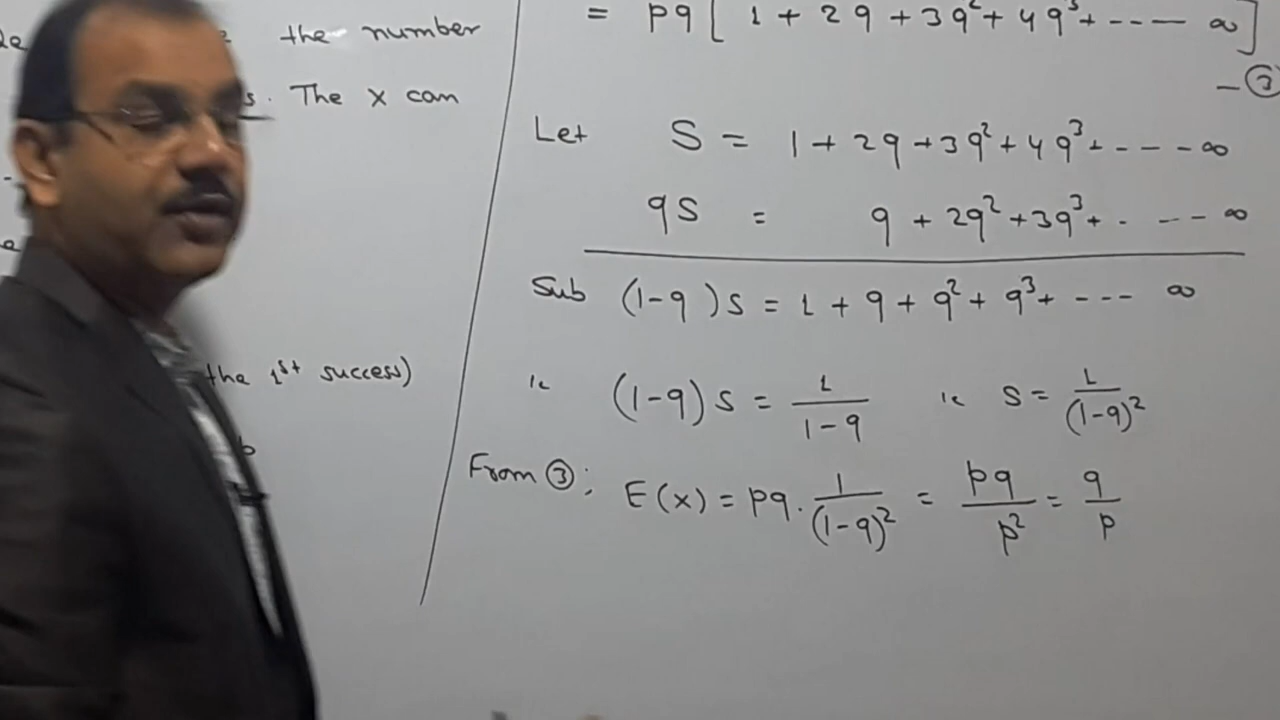 the number
The x can
the 1st success)
= pq [ 1 + 2q + 3q² + 4q³ + ---- ∞ ]
- ③
Let S = 1 + 2q + 3q² + 4q³ + ---- ∞
qS = q + 2q² + 3q³ + . --- ∞
Sub (1-q)S = 1 + q + q² + q³ + --- ∞
ie (1-q)S = 1/(1-q) ie S = 1/(1-q)²
From ③; E(x) = pq . 1/(1-q)² = pq/p² = q/p